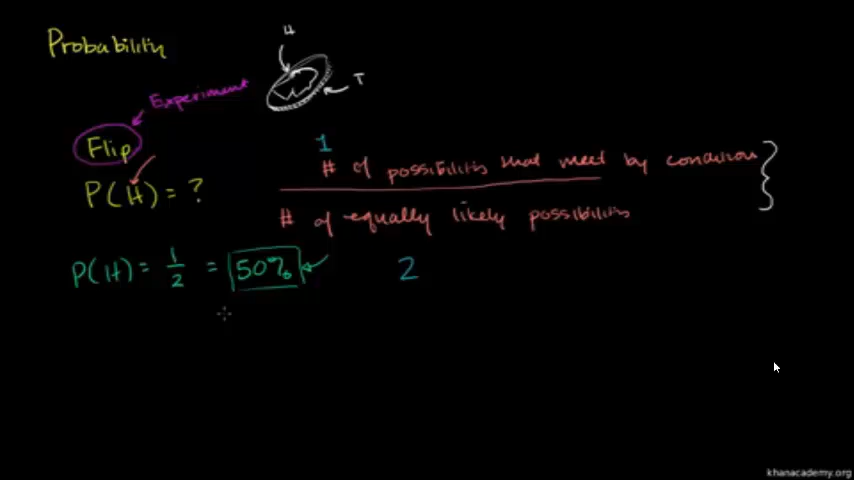 Probability
H
T
Experiment
Flip
1
P(H) = ?
# of possibilities that meet by condition
# of equally likely possibilities
P(H) = 1/2 = 50%
2
khanacademy.org